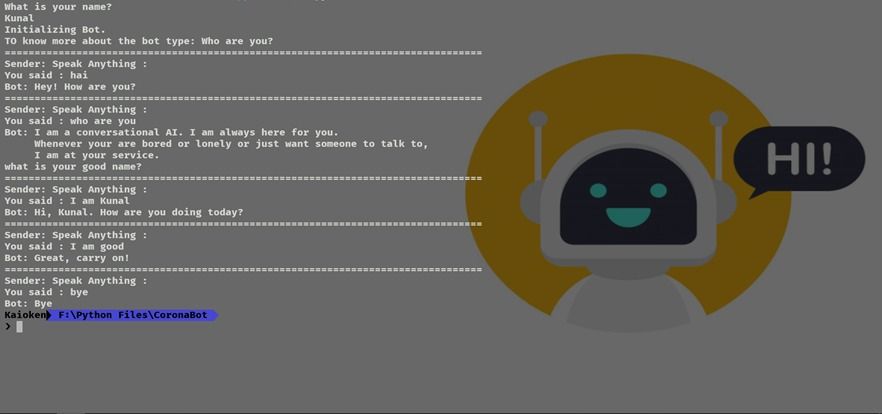 What is your name?
Kunal
Initializing Bot.
TO know more about the bot type: Who are you?
================================================================================
Sender: Speak Anything :
You said : hai
Bot: Hey! How are you?
================================================================================
Sender: Speak Anything :
You said : who are you
Bot: I am a conversational AI. I am always here for you.
     Whenever your are bored or lonely or just want someone to talk to,
     I am at your service.
what is your good name?
================================================================================
Sender: Speak Anything :
You said : I am Kunal
Bot: Hi, Kunal. How are you doing today?
================================================================================
Sender: Speak Anything :
You said : I am good
Bot: Great, carry on!
================================================================================
Sender: Speak Anything :
You said : bye
Bot: Bye
Kaioken F:\Python Files\CoronaBot
❯
HI!